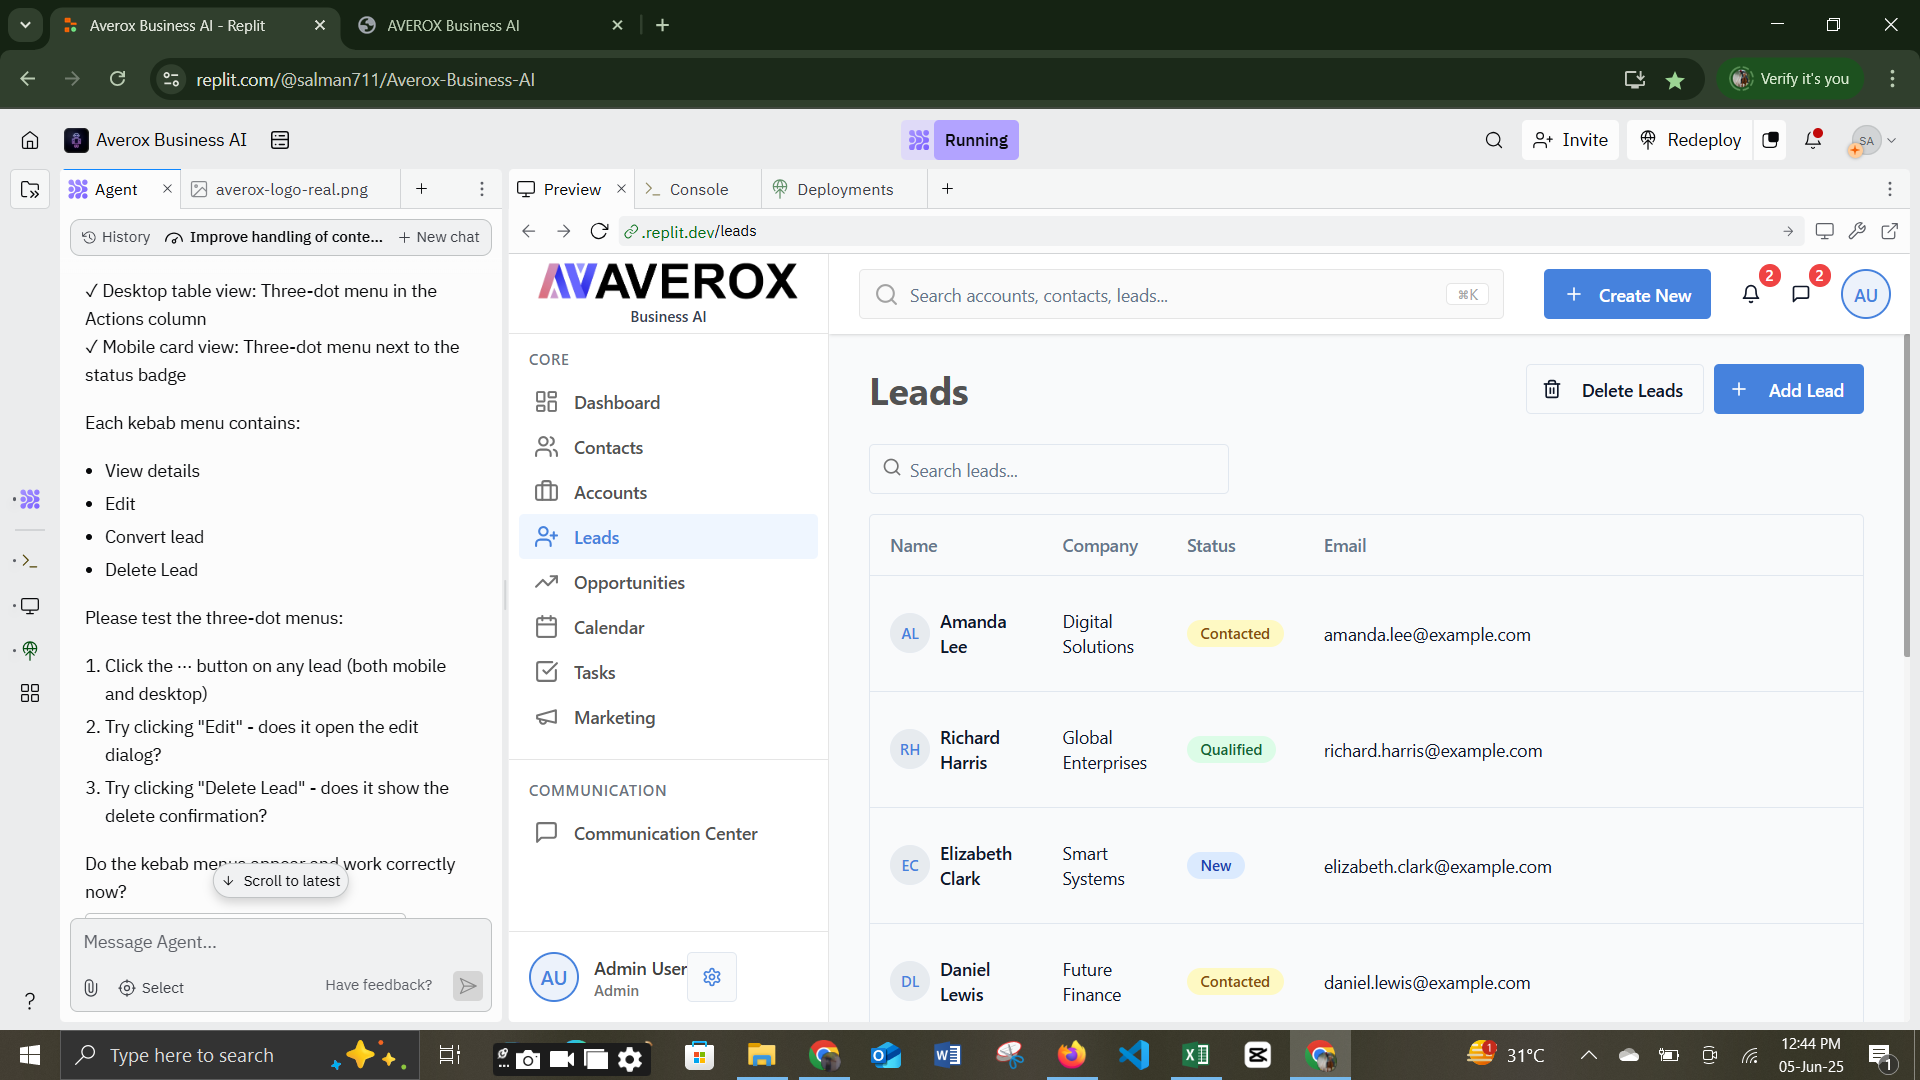 Averox Business AI - Replit
AVEROX Business AI
replit.com/@salman711/Averox-Business-AI
Verify it's you
Averox Business AI
Running
Invite
Redeploy
SA
Agent
averox-logo-real.png
Preview
Console
Deployments
History
Improve handling of conte...
New chat
.replit.dev/leads
✓ Desktop table view: Three-dot menu in the
Actions column
✓ Mobile card view: Three-dot menu next to the
status badge
Each kebab menu contains:
• View details
• Edit
• Convert lead
• Delete Lead
Please test the three-dot menus:
1. Click the ··· button on any lead (both mobile
and desktop)
2. Try clicking "Edit" - does it open the edit
dialog?
3. Try clicking "Delete Lead" - does it show the
delete confirmation?
Do the kebab menus appear and work correctly
now?
Scroll to latest
Message Agent...
Select
Have feedback?
?
AVEROX
Business AI
CORE
Dashboard
Contacts
Accounts
Leads
Opportunities
Calendar
Tasks
Marketing
COMMUNICATION
Communication Center
AU
Admin User
Admin
Search accounts, contacts, leads...
⌘K
Create New
2
2
AU
Leads
Delete Leads
Add Lead
Search leads...
Name Company Status Email
AL Amanda Lee Digital Solutions Contacted amanda.lee@example.com
RH Richard Harris Global Enterprises Qualified richard.harris@example.com
EC Elizabeth Clark Smart Systems New elizabeth.clark@example.com
DL Daniel Lewis Future Finance Contacted daniel.lewis@example.com
Type here to search
1
31°C
12:44 PM
05-Jun-25
1